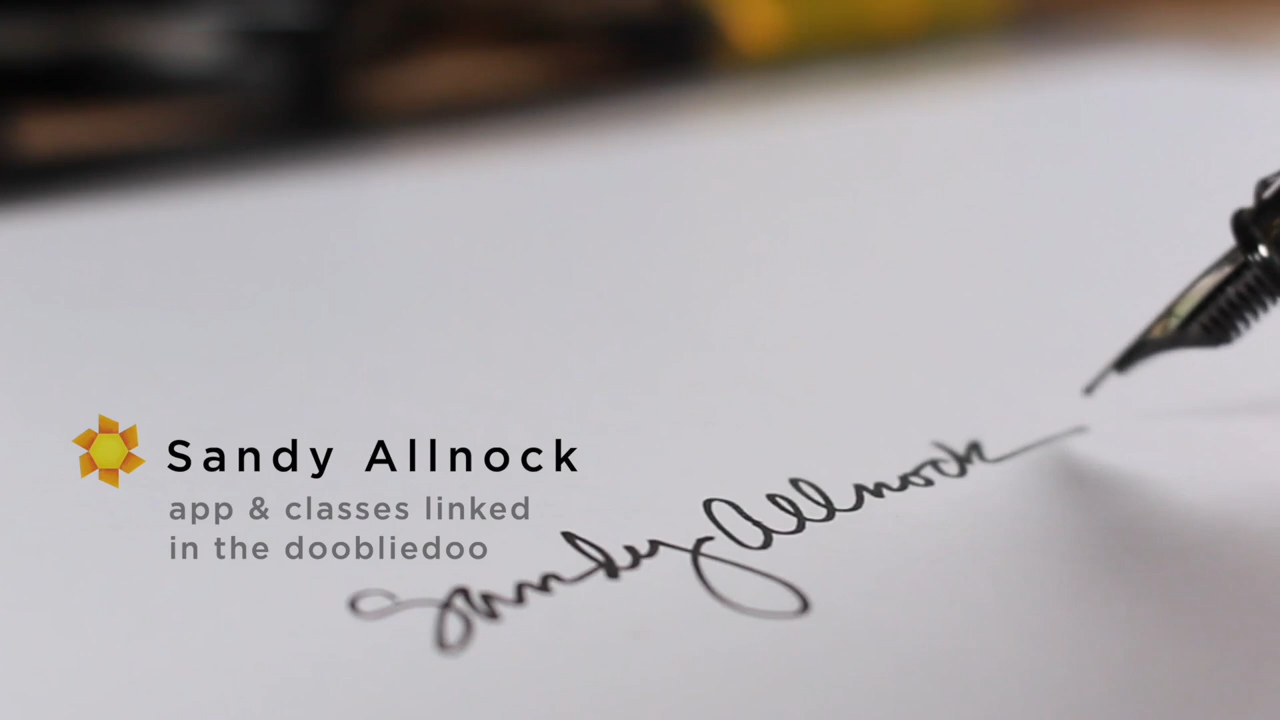 Sandy Allnock
app & classes linked
in the doobliedoo
Sandy Allnock